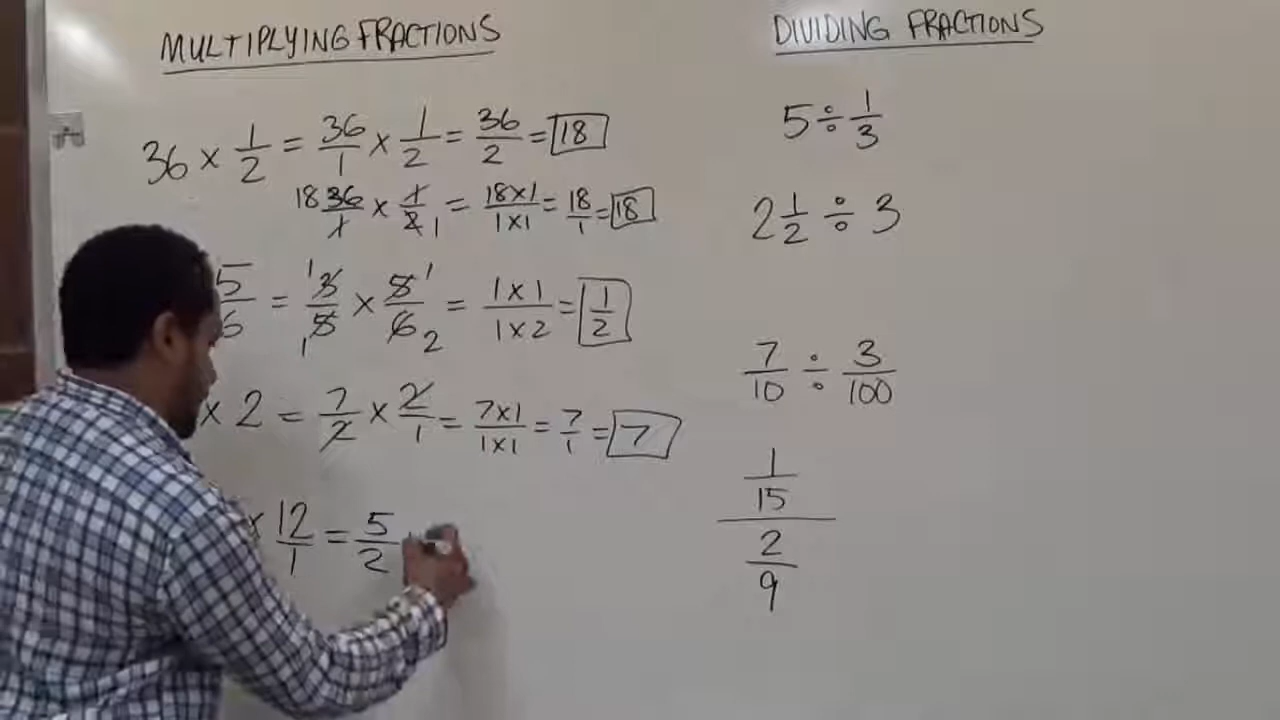 MULTIPLYING FRACTIONS
36 × 1/2 = 36/1 × 1/2 = 36/2 = 18
18 36/1 × 1/2 1 = 18×1/1×1 = 18/1 = 18
5/6 = 1 3/5 1 × 5/6 1 2 = 1×1/1×2 = 1/2
× 2 = 7/2 × 2/1 = 7×1/1×1 = 7/1 = 7
× 12/1 = 5/2
DIVIDING FRACTIONS
5 ÷ 1/3
2 1/2 ÷ 3
7/10 ÷ 3/100
1/15
2/9